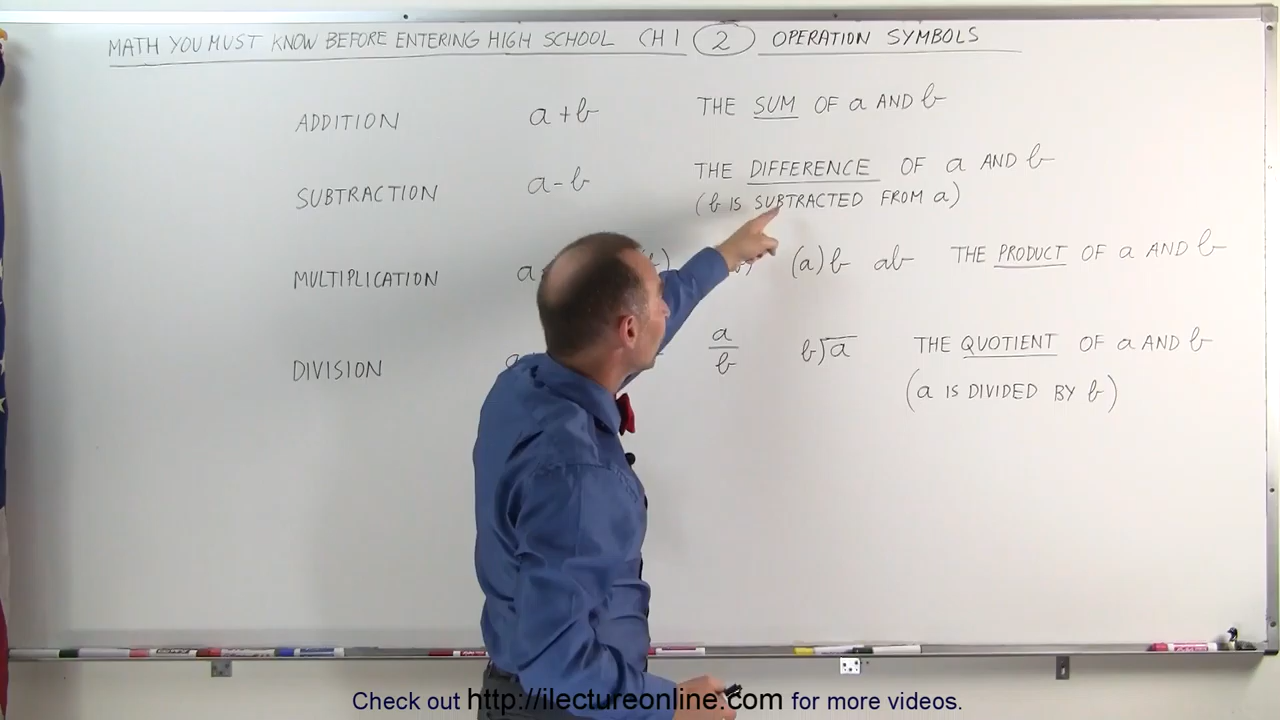 MATH YOU MUST KNOW BEFORE ENTERING HIGH SCHOOL CH 1 2 OPERATION SYMBOLS
ADDITION a + b THE SUM OF a AND b
SUBTRACTION a - b THE DIFFERENCE OF a AND b
(b IS SUBTRACTED FROM a)
MULTIPLICATION a (a)b ab THE PRODUCT OF a AND b
DIVISION a a/b b)a THE QUOTIENT OF a AND b
(a IS DIVIDED BY b)
Check out http://ilectureonline.com for more videos.